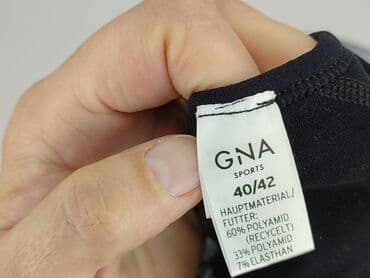 GNA
SPORTS
40/42
HAUPTMATERIAL/
FUTTER:
60% POLYAMID
(RECYCELT)
33% POLYAMID
7% ELASTHAN